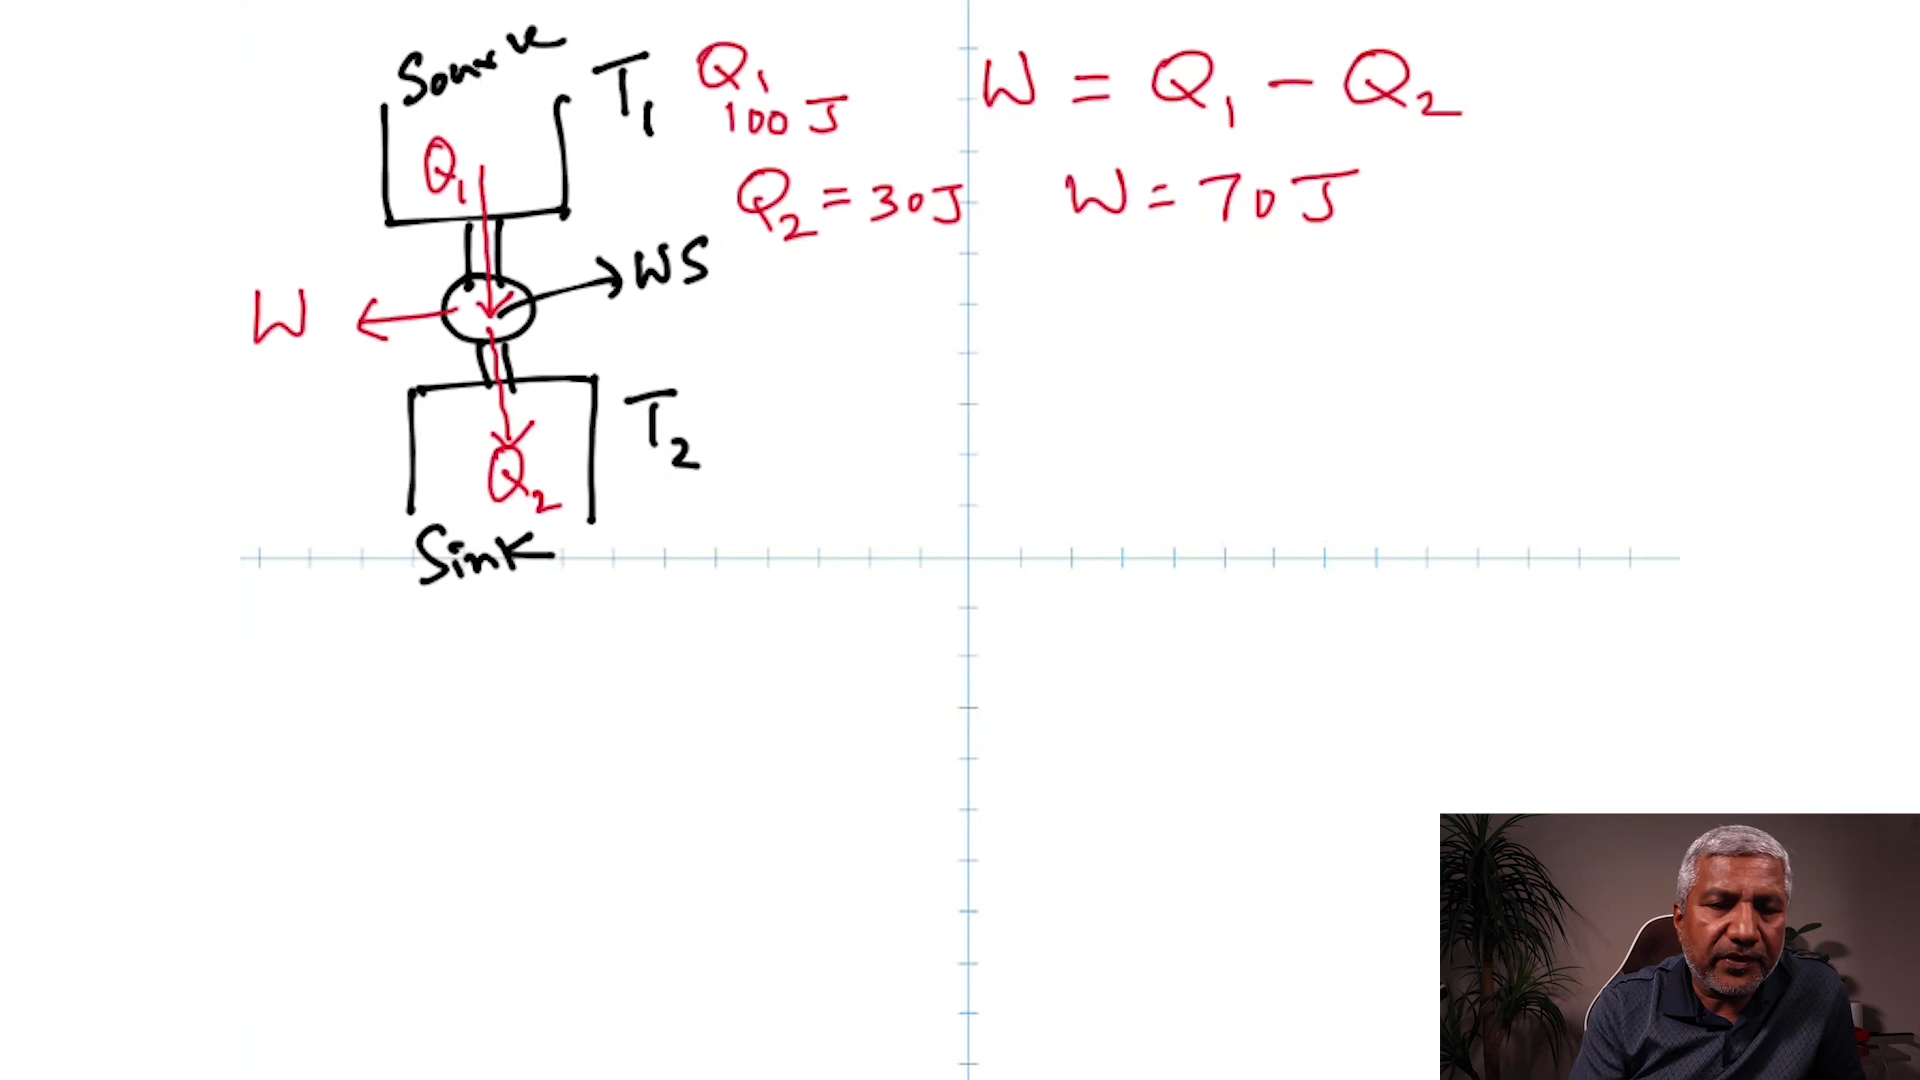 Source
T1
Q1
100 J
W = Q1 - Q2
Q1
Q2 = 30 J
W = 70 J
WS
W
T2
Q2
Sink